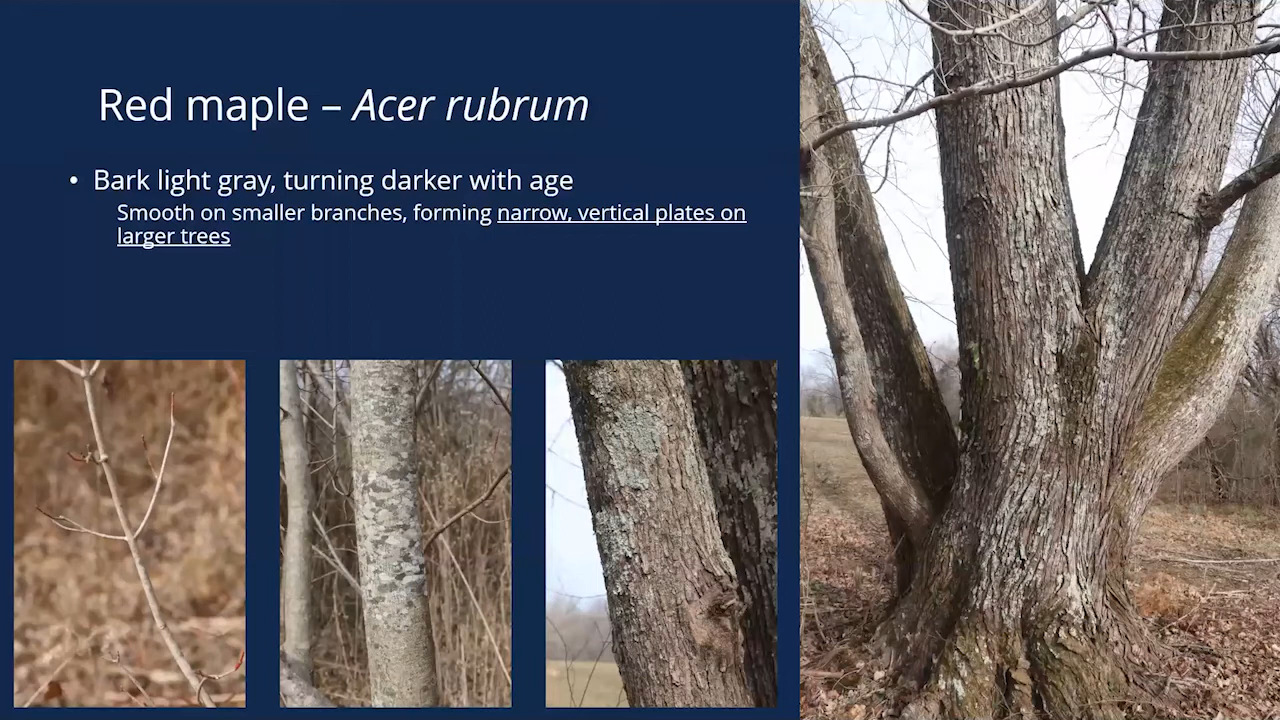 Red maple – Acer rubrum
• Bark light gray, turning darker with age
Smooth on smaller branches, forming narrow, vertical plates on
larger trees